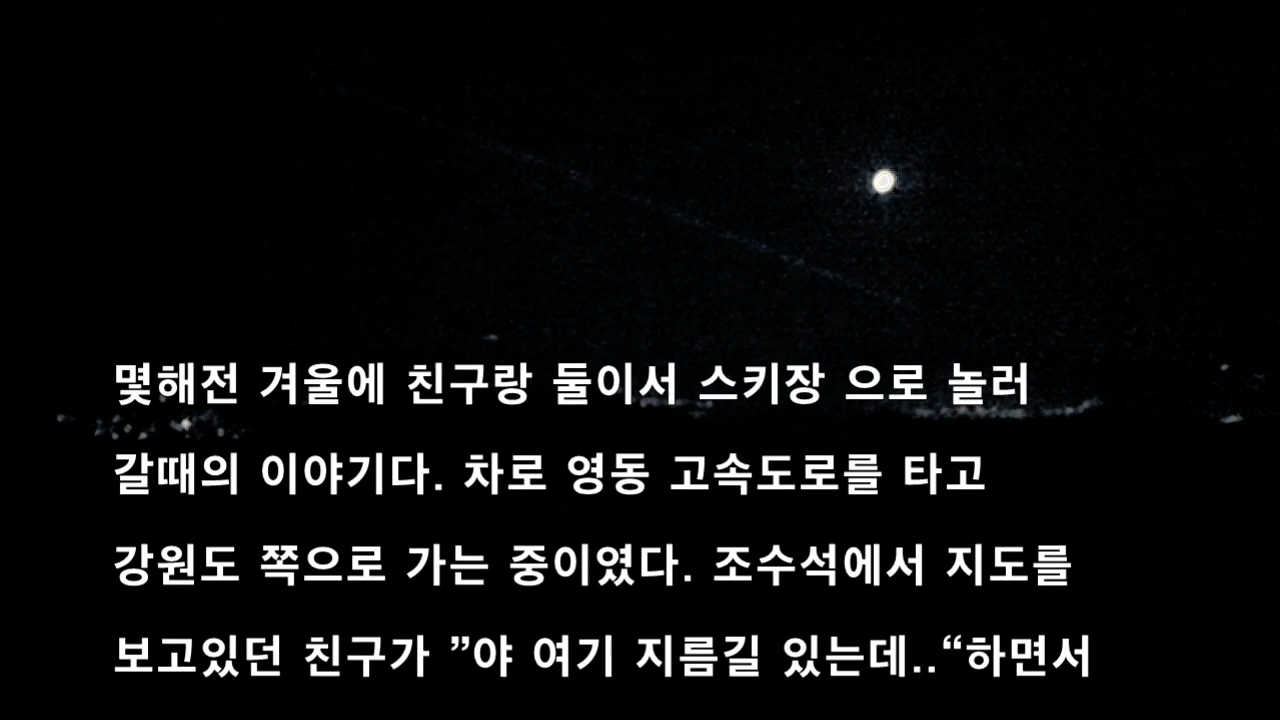 몇해전 겨울에 친구랑 둘이서 스키장 으로 놀러
갈때의 이야기다. 차로 영동 고속도로를 타고
강원도 쪽으로 가는 중이였다. 조수석에서 지도를
보고있던 친구가 ”야 여기 지름길 있는데..“하면서